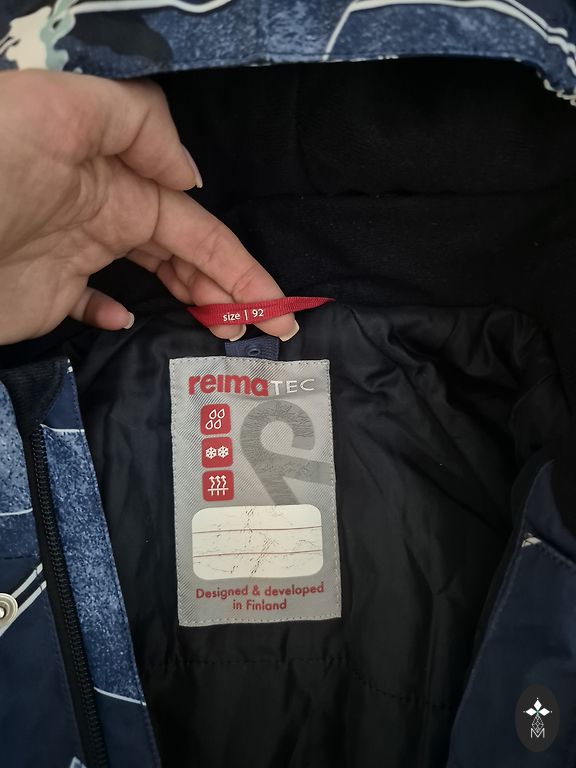 size | 92
reima TEC
Designed & developed
in Finland
M